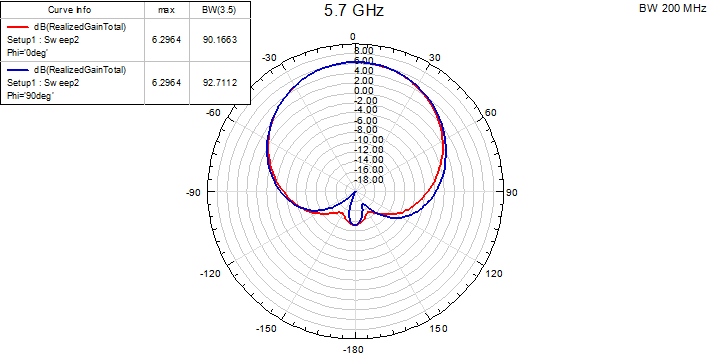 Curve Info
max
BW(3.5)
dB(RealizedGainTotal)
Setup1 : Sweep2
Phi='0deg'
6.2964
90.1663
dB(RealizedGainTotal)
Setup1 : Sweep2
Phi='90deg'
6.2964
92.7112
5.7 GHz
BW 200 MHz
0
30
60
90
120
150
-180
-150
-120
-90
-60
-30
8.00
6.00
4.00
2.00
0.00
-2.00
-4.00
-6.00
-8.00
-10.00
-12.00
-14.00
-16.00
-18.00